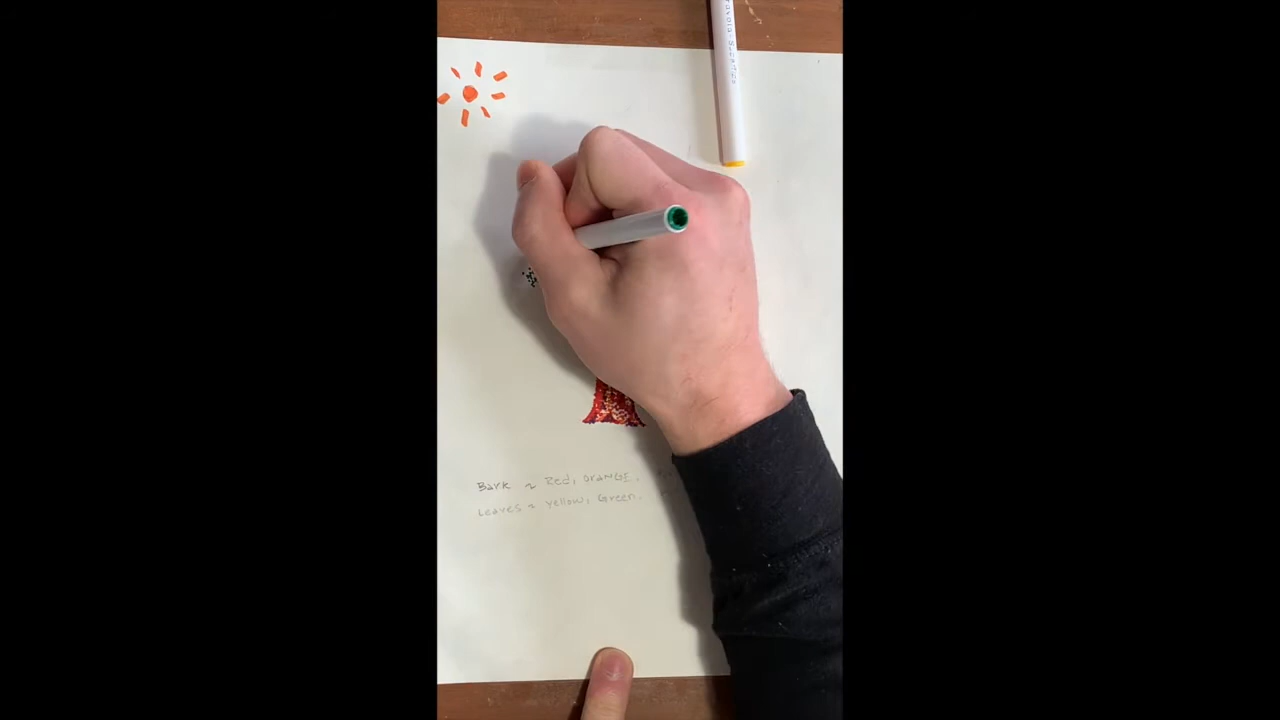 Bark ~ Red, orange,
Leaves ~ yellow, Green,